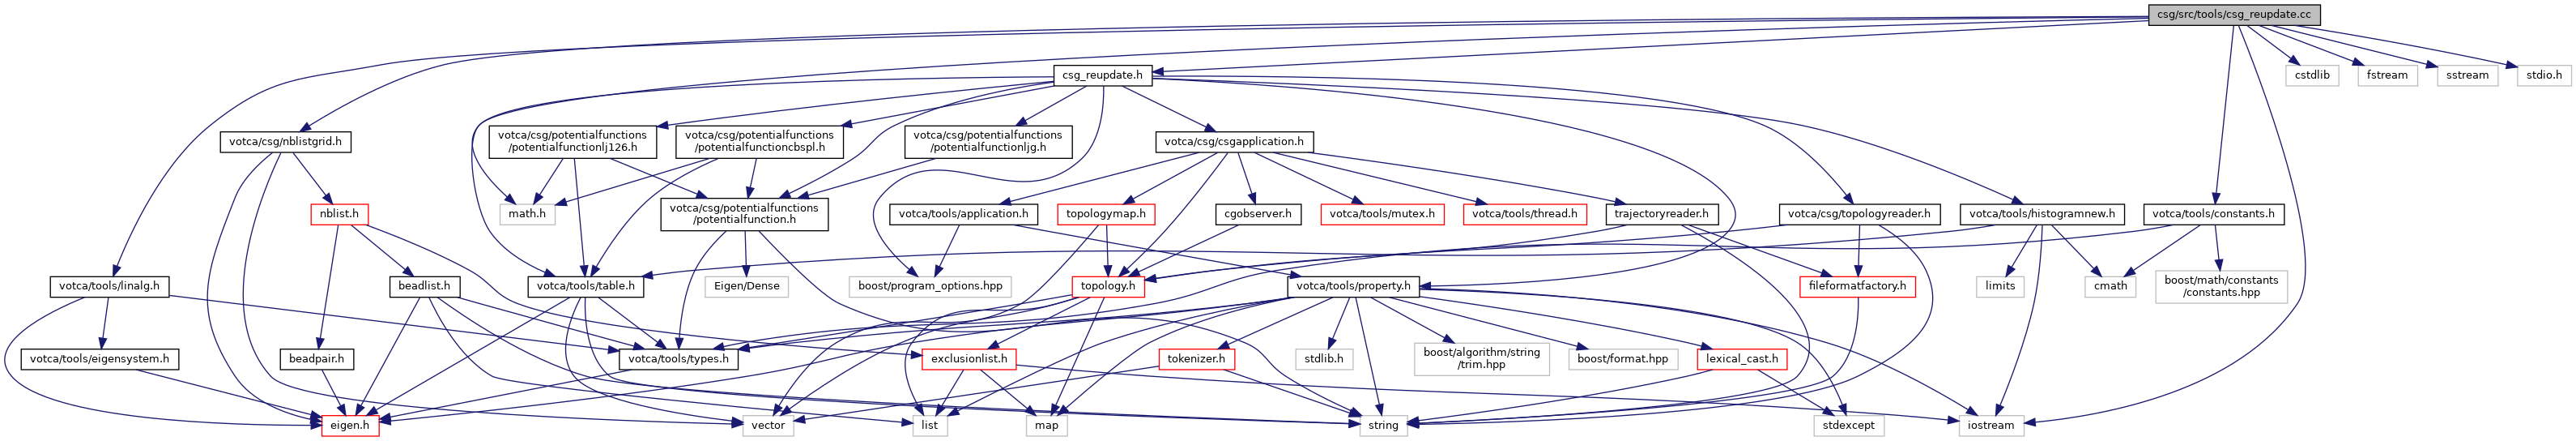 csg/src/tools/csg_reupdate.cc
csg_reupdate.h
cstdlib
fstream
sstream
stdio.h
votca/csg/nblistgrid.h
votca/csg/potentialfunctions
/potentialfunctionlj126.h
votca/csg/potentialfunctions
/potentialfunctioncbspl.h
votca/csg/potentialfunctions
/potentialfunctionljg.h
votca/csg/csgapplication.h
nblist.h
math.h
votca/csg/potentialfunctions
/potentialfunction.h
votca/tools/application.h
topologymap.h
cgobserver.h
votca/tools/mutex.h
votca/tools/thread.h
trajectoryreader.h
votca/csg/topologyreader.h
votca/tools/histogramnew.h
votca/tools/constants.h
votca/tools/linalg.h
beadlist.h
votca/tools/table.h
Eigen/Dense
boost/program_options.hpp
topology.h
votca/tools/property.h
fileformatfactory.h
limits
cmath
boost/math/constants
/constants.hpp
votca/tools/eigensystem.h
beadpair.h
votca/tools/types.h
exclusionlist.h
tokenizer.h
stdlib.h
boost/algorithm/string
/trim.hpp
boost/format.hpp
lexical_cast.h
eigen.h
vector
list
map
string
stdexcept
iostream